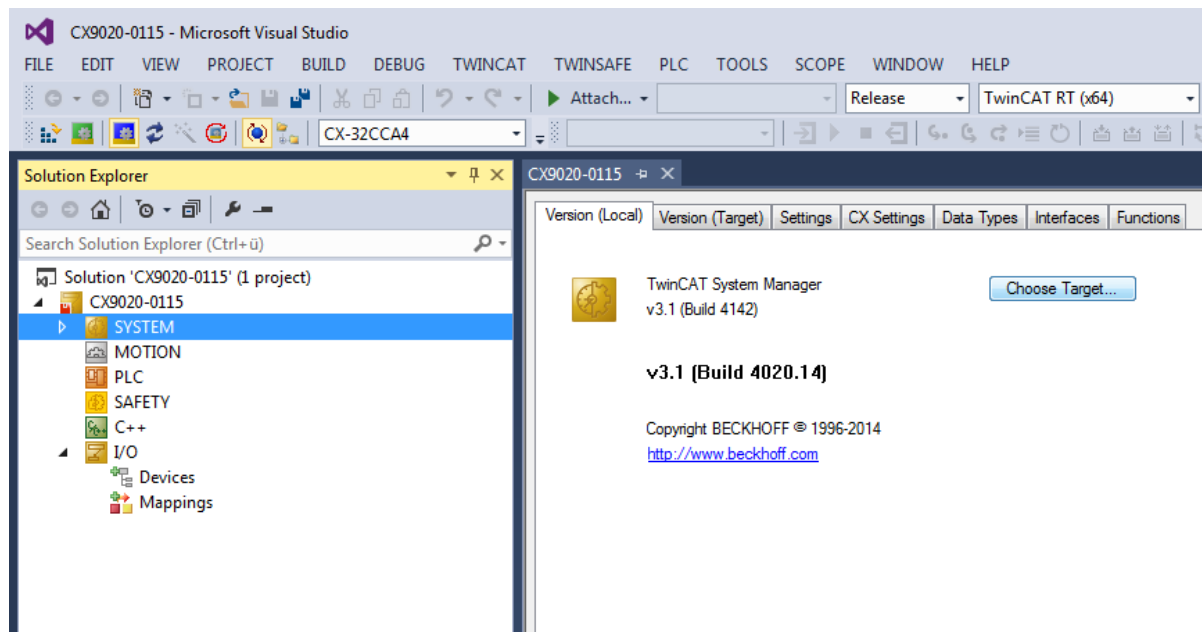 CX9020-0115 - Microsoft Visual Studio
FILE EDIT VIEW PROJECT BUILD DEBUG TWINCAT TWINSAFE PLC TOOLS SCOPE WINDOW HELP
Attach... Release TwinCAT RT (x64)
CX-32CCA4
Solution Explorer
Search Solution Explorer (Ctrl+ü)
Solution 'CX9020-0115' (1 project)
CX9020-0115
SYSTEM
MOTION
PLC
SAFETY
C++
I/O
Devices
Mappings
CX9020-0115
Version (Local) Version (Target) Settings CX Settings Data Types Interfaces Functions
TwinCAT System Manager
v3.1 (Build 4142)
Choose Target...
v3.1 (Build 4020.14)
Copyright BECKHOFF © 1996-2014
http://www.beckhoff.com